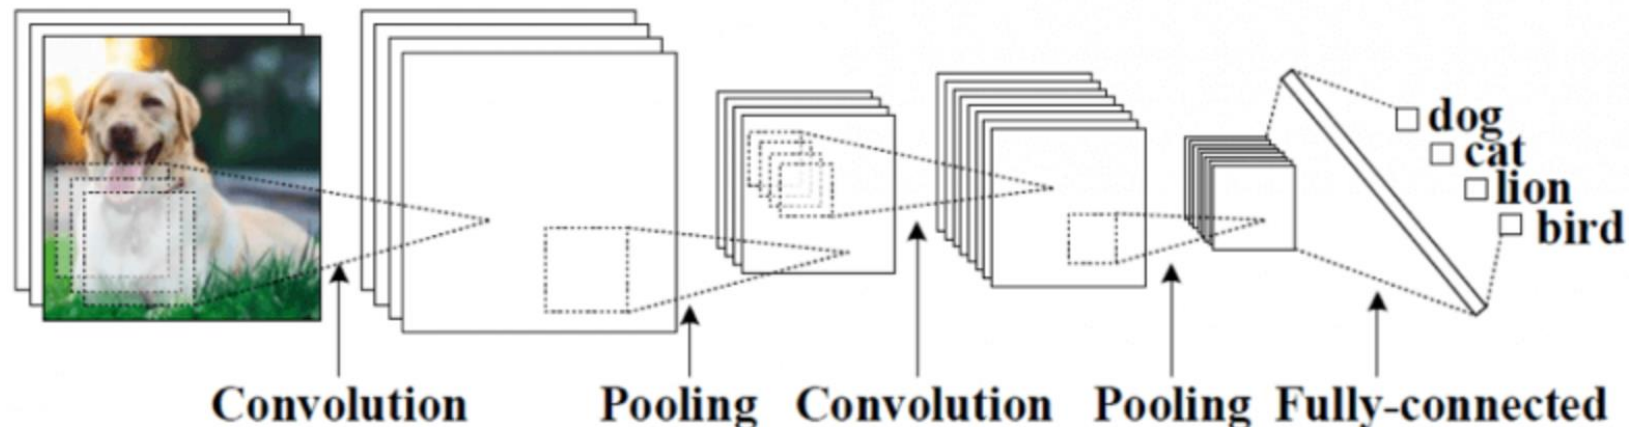 dog
cat
lion
bird
Convolution Pooling Convolution Pooling Fully-connected